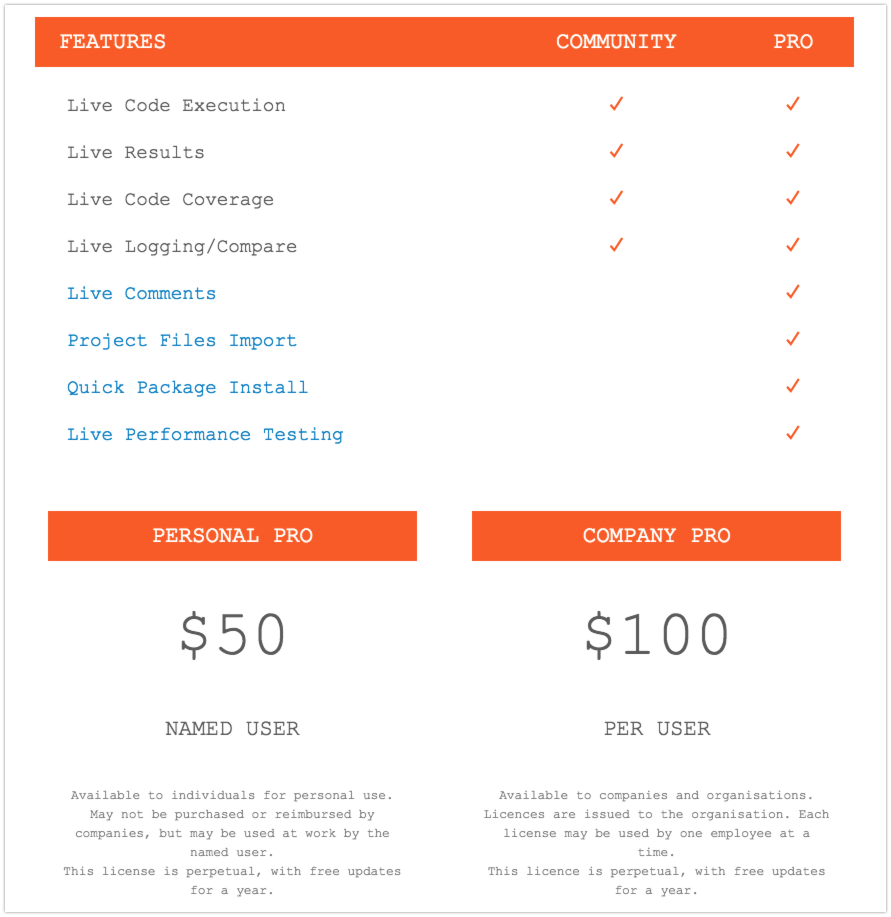 FEATURES COMMUNITY PRO
Live Code Execution ✓ ✓
Live Results ✓ ✓
Live Code Coverage ✓ ✓
Live Logging/Compare ✓ ✓
Live Comments ✓
Project Files Import ✓
Quick Package Install ✓
Live Performance Testing ✓
PERSONAL PRO
$50
NAMED USER
Available to individuals for personal use.
May not be purchased or reimbursed by
companies, but may be used at work by the
named user.
This license is perpetual, with free updates
for a year.
COMPANY PRO
$100
PER USER
Available to companies and organisations.
Licences are issued to the organisation. Each
license may be used by one employee at a
time.
This licence is perpetual, with free updates
for a year.